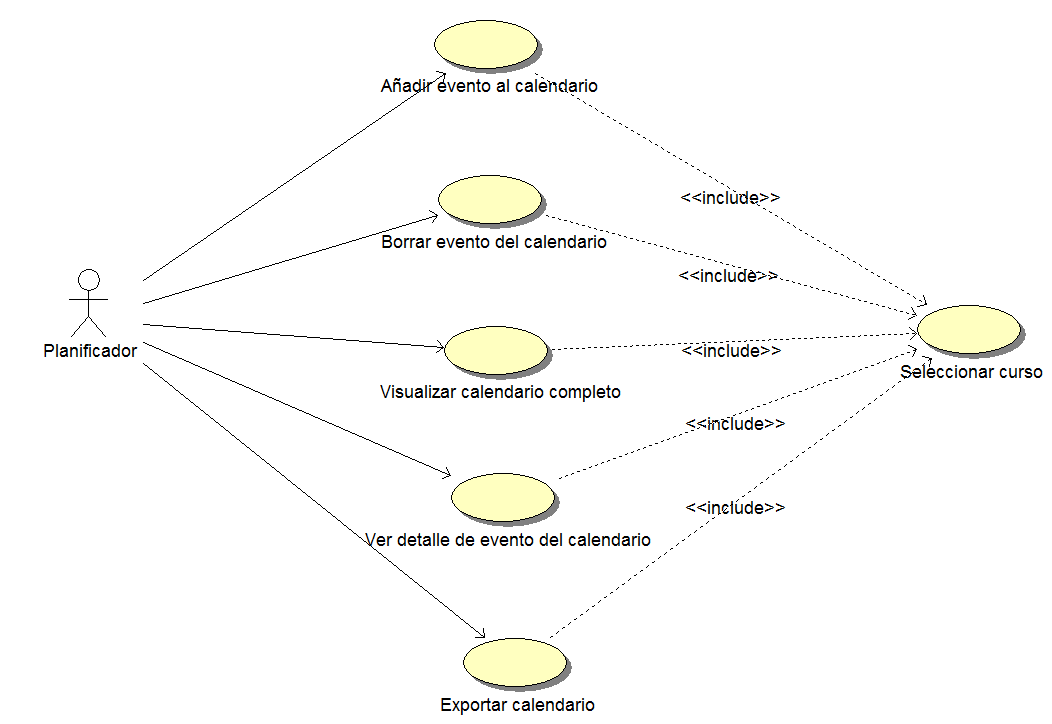 Añadir evento al calendario
<<include>>
Borrar evento del calendario
<<include>>
Planificador
<<include>>
Seleccionar curso
Visualizar calendario completo
<<include>>
<<include>>
Ver detalle de evento del calendario
Exportar calendario